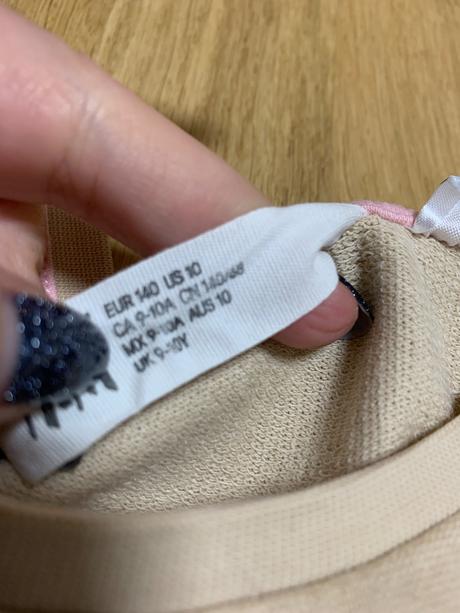 EUR 140 US 10
CA 9-10A CN 140/68
MX 9-10A AUS 10
UK 9-10Y